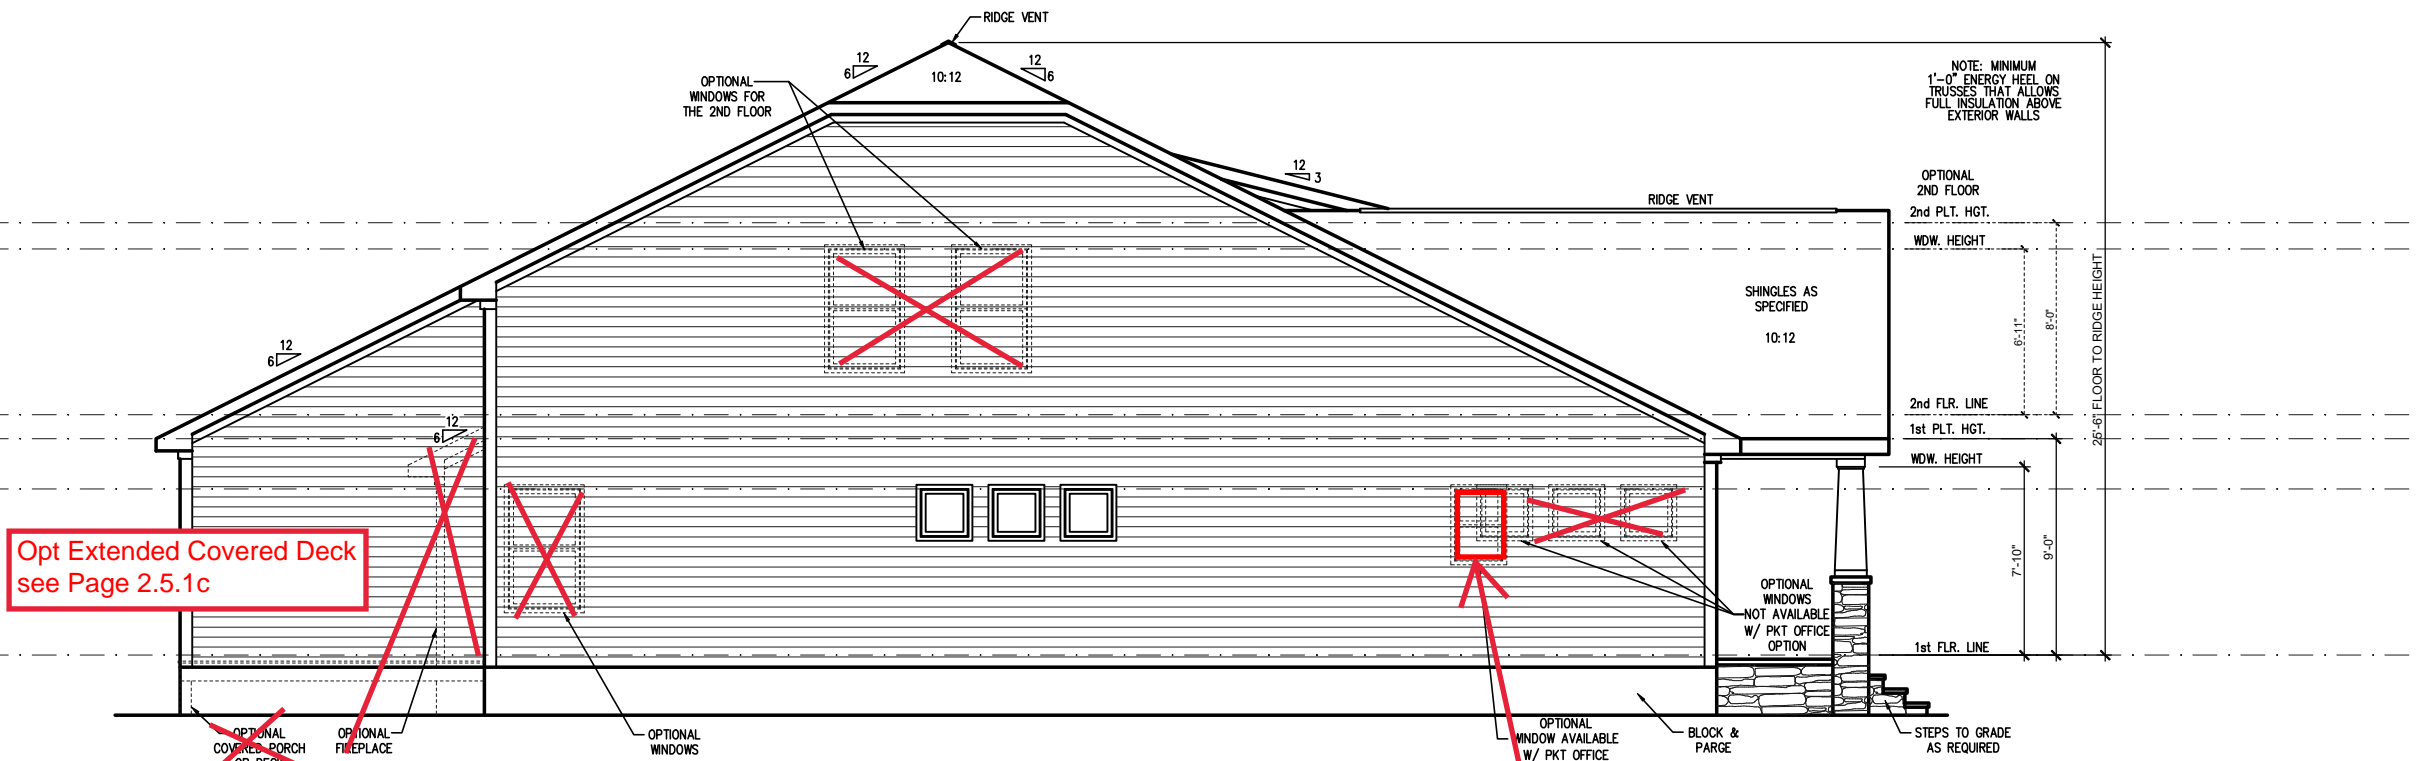 RIDGE VENT
12
6
10:12
12
6
OPTIONAL
WINDOWS FOR
THE 2ND FLOOR
NOTE: MINIMUM
1'-0" ENERGY HEEL ON
TRUSSES THAT ALLOWS
FULL INSULATION ABOVE
EXTERIOR WALLS
12
3
RIDGE VENT
OPTIONAL
2ND FLOOR
2nd PLT. HGT.
WDW. HEIGHT
SHINGLES AS
SPECIFIED
10:12
6'-11"
8'-0"
25'-6" FLOOR TO RIDGE HEIGHT
12
6
12
6
2nd FLR. LINE
1st PLT. HGT.
WDW. HEIGHT
Opt Extended Covered Deck
see Page 2.5.1c
7'-10"
9'-0"
OPTIONAL
WINDOWS
NOT AVAILABLE
W/ PKT OFFICE
OPTION
1st FLR. LINE
OPTIONAL
COVERED PORCH
OR DECK
OPTIONAL
FIREPLACE
OPTIONAL
WINDOWS
OPTIONAL
WINDOW AVAILABLE
W/ PKT OFFICE
BLOCK &
PARGE
STEPS TO GRADE
AS REQUIRED